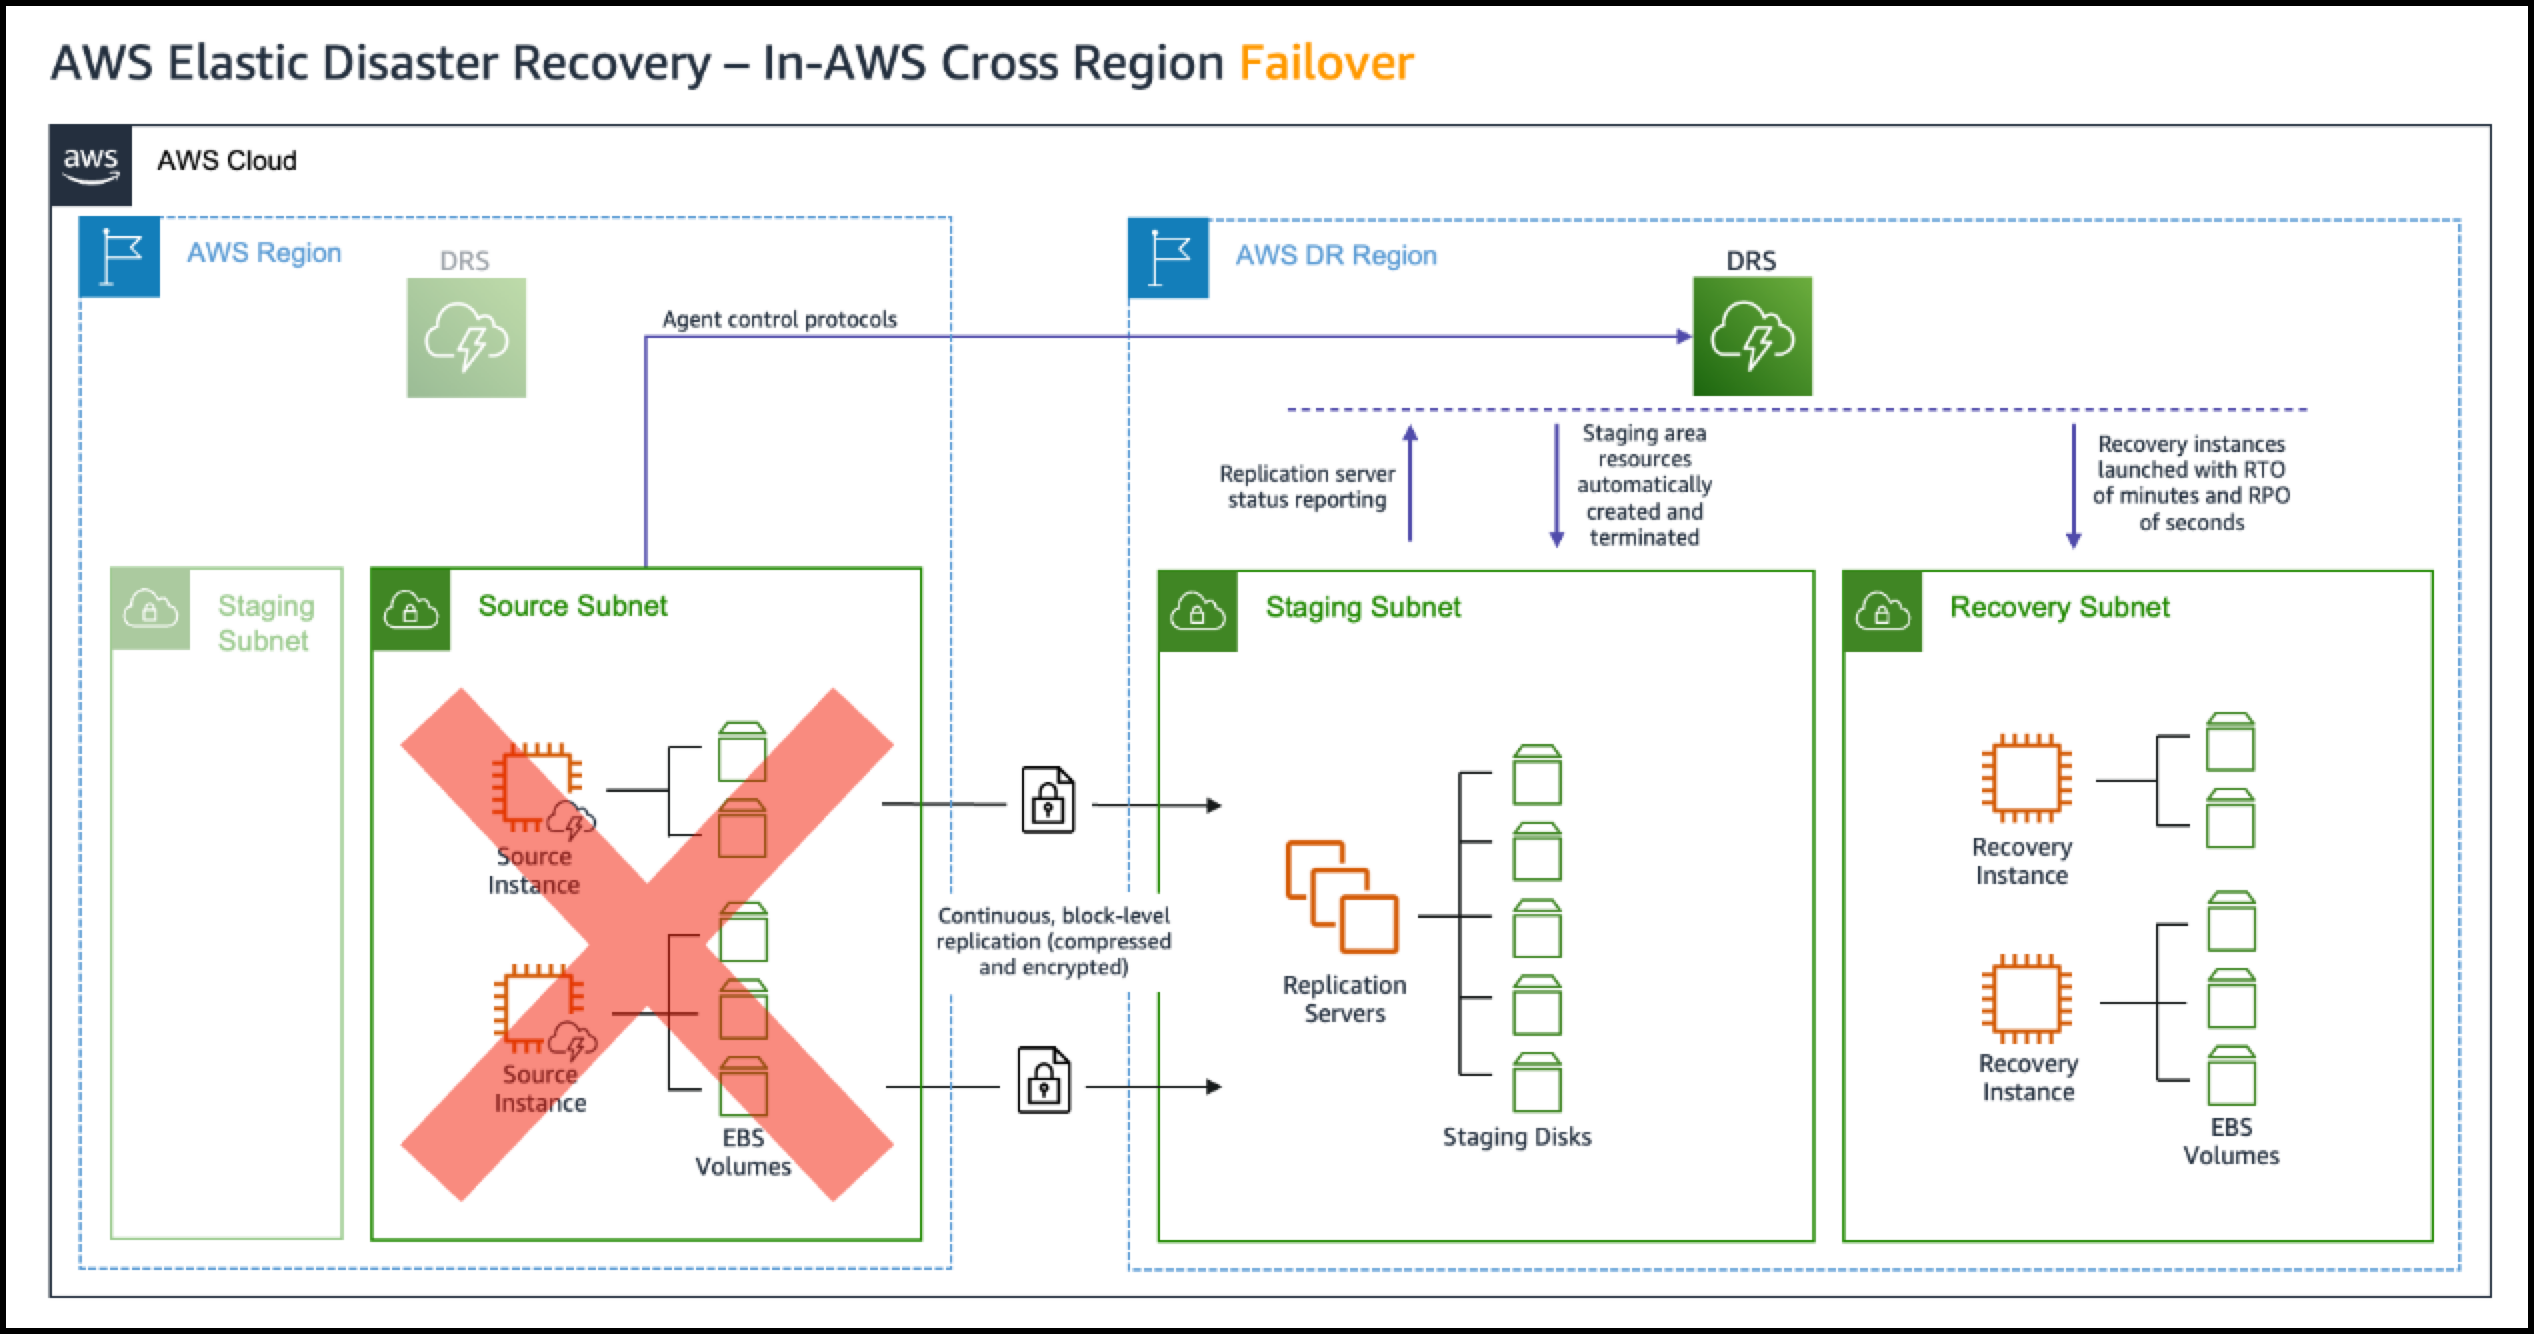 AWS Elastic Disaster Recovery – In-AWS Cross Region Failover
aws
AWS Cloud
AWS Region
DRS
Agent control protocols
Staging
Subnet
Source Subnet
Source
Instance
Source
Instance
EBS
Volumes
Continuous, block-level
replication (compressed
and encrypted)
AWS DR Region
DRS
Replication server
status reporting
Staging area
resources
automatically
created and
terminated
Recovery instances
launched with RTO
of minutes and RPO
of seconds
Staging Subnet
Replication
Servers
Staging Disks
Recovery Subnet
Recovery
Instance
Recovery
Instance
EBS
Volumes